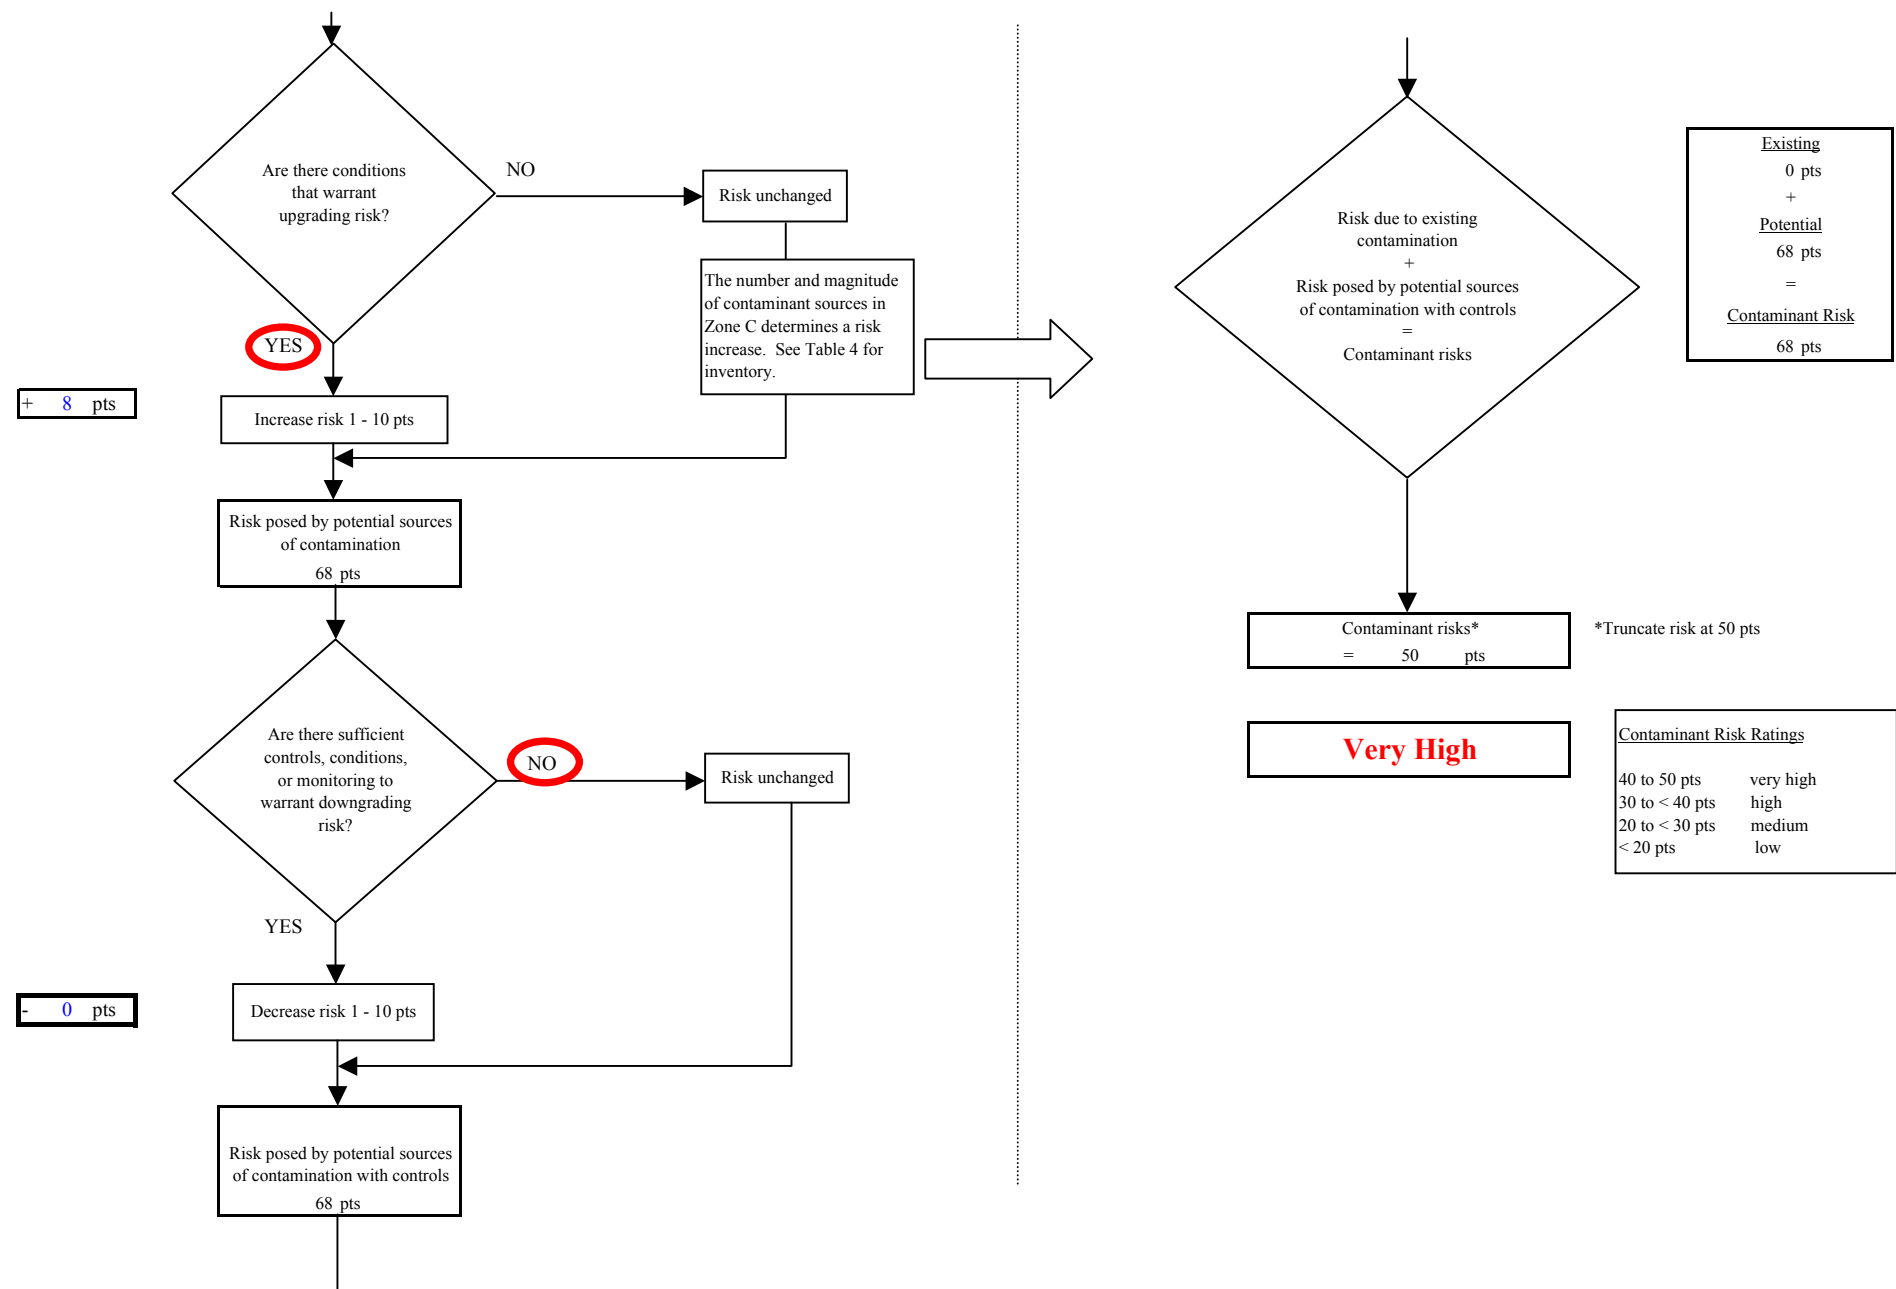 Are there conditions
that warrant
upgrading risk?
NO
Risk unchanged
The number and magnitude
of contaminant sources in
Zone C determines a risk
increase.  See Table 4 for
inventory.
YES
+ 8 pts
Increase risk 1 - 10 pts
Risk posed by potential sources
of contamination
68 pts
Are there sufficient
controls, conditions,
or monitoring to
warrant downgrading
risk?
NO
Risk unchanged
YES
- 0 pts
Decrease risk 1 - 10 pts
Risk posed by potential sources
of contamination with controls
68 pts
Risk due to existing
contamination
+
Risk posed by potential sources
of contamination with controls
=
Contaminant risks
Existing
0 pts
+
Potential
68 pts
=
Contaminant Risk
68 pts
Contaminant risks*
= 50 pts
*Truncate risk at 50 pts
Very High
Contaminant Risk Ratings
40 to 50 pts very high
30 to < 40 pts high
20 to < 30 pts medium
< 20 pts low